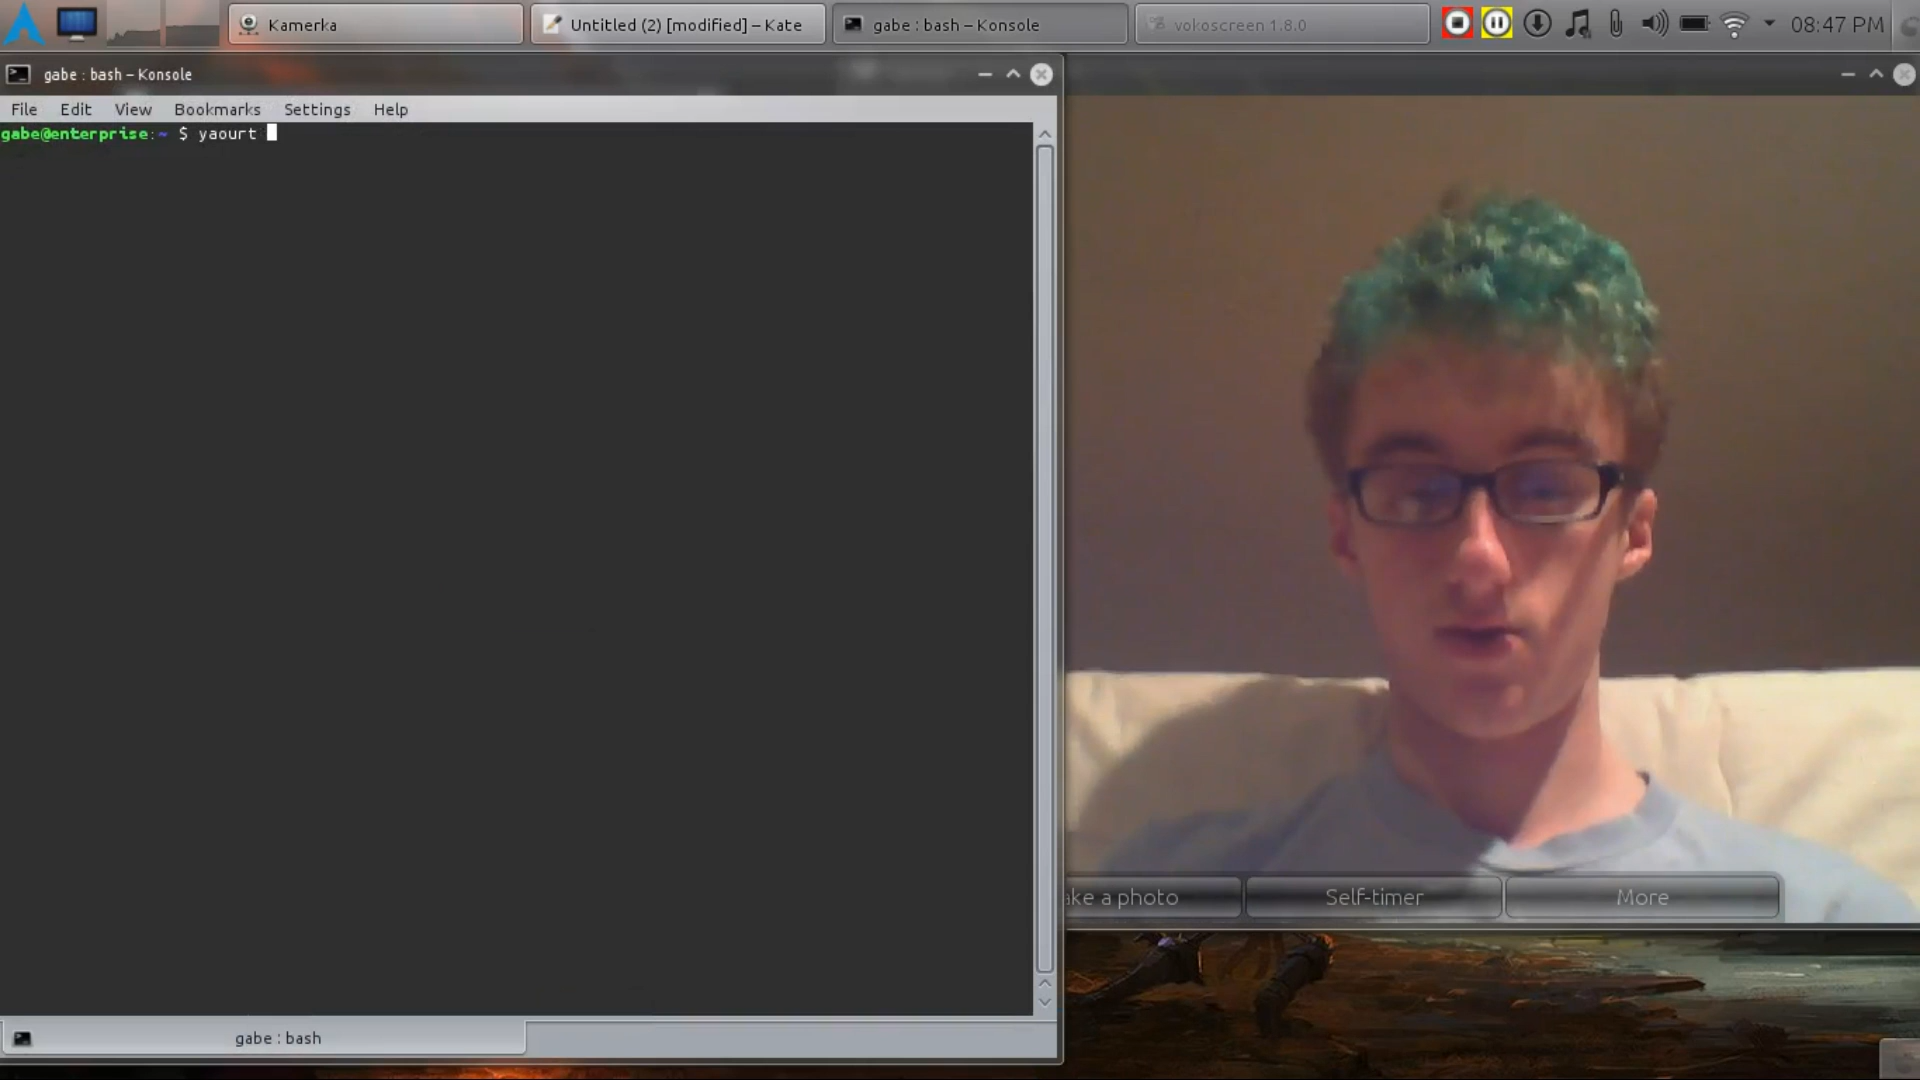 Kamerka
Untitled (2) [modified] – Kate
gabe : bash – Konsole
vokoscreen 1.8.0
08:47 PM
gabe : bash – Konsole
File Edit View Bookmarks Settings Help
gabe@enterprise:~ $ yaourt
ake a photo
Self-timer
More
gabe : bash